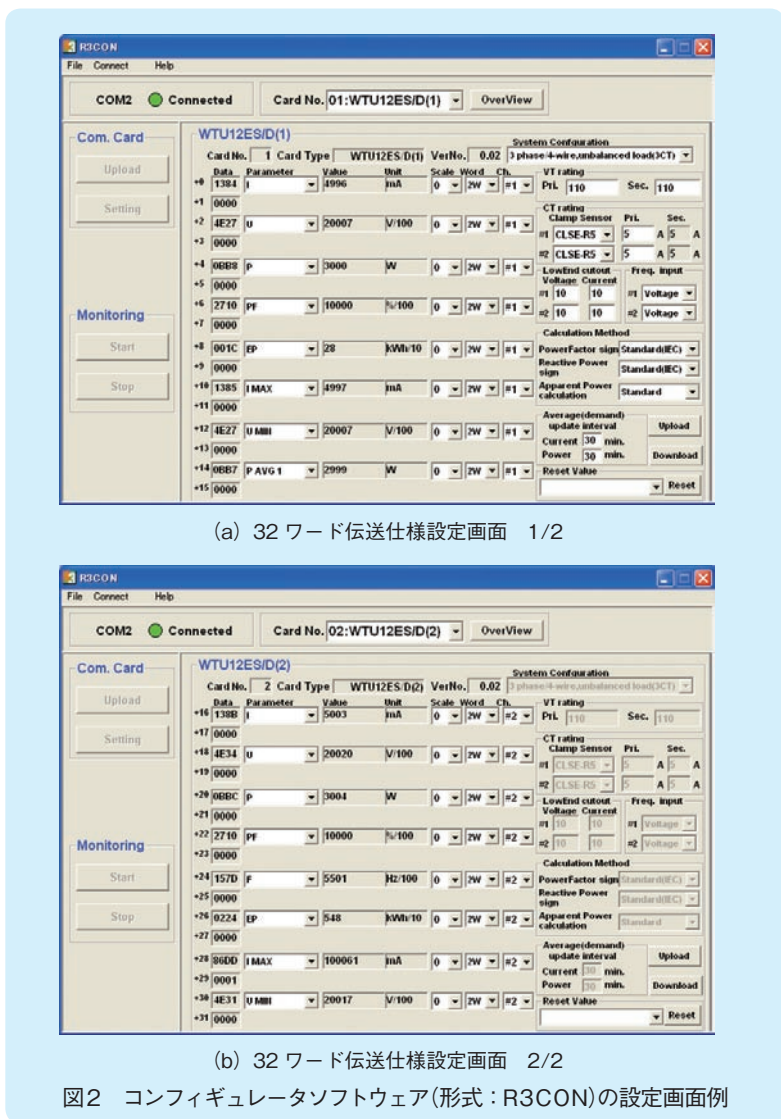 R3CON
File Connect Help
COM2 Connected Card No. 01:WTU12ES/D(1) OverView
Com. Card
Upload
Setting
Monitoring
Start
Stop
WTU12ES/D(1)
Card No. 1 Card Type WTU12ES/D(1) VerNo. 0.02
Data Parameter Value Unit Scale Word Ch.
+0 1384 I 4996 mA 0 2W #1
+1 0000
+2 4E27 U 20007 V/100 0 2W #1
+3 0000
+4 0BB8 P 3000 W 0 2W #1
+5 0000
+6 2710 PF 10000 %/100 0 2W #1
+7 0000
+8 001C EP 28 KWh/10 0 2W #1
+9 0000
+10 1385 I MAX 4997 mA 0 2W #1
+11 0000
+12 4E27 U MIN 20007 V/100 0 2W #1
+13 0000
+14 0BB7 P AVG 1 2999 W 0 2W #1
+15 0000
System Confguration
3 phase/4-wire,unbalanced load(3CT)
VT rating
Pri. 110 Sec. 110
CT rating
Clamp Sensor Pri. Sec.
#1 CLSE-R5 5 A 5 A
#2 CLSE-R5 5 A 5 A
LowEnd cutout
Voltage Current
#1 10 10
#2 10 10
Freq. input
#1 Voltage
#2 Voltage
Calculation Method
PowerFactor sign Standard(IEC)
Reactive Power sign Standard(IEC)
Apparent Power calculation Standard
Average(demand)
update interval
Current 30 min.
Power 30 min.
Upload
Download
Reset Value
Reset
(a) 32 ワード伝送仕様設定画面 1/2
R3CON
File Connect Help
COM2 Connected Card No. 02:WTU12ES/D(2) OverView
Com. Card
Upload
Setting
Monitoring
Start
Stop
WTU12ES/D(2)
Card No. 2 Card Type WTU12ES/D(2) VerNo. 0.02
Data Parameter Value Unit Scale Word Ch.
+16 138B I 5003 mA 0 2W #2
+17 0000
+18 4E34 U 20020 V/100 0 2W #2
+19 0000
+20 0BBC P 3004 W 0 2W #2
+21 0000
+22 2710 PF 10000 %/100 0 2W #2
+23 0000
+24 157D F 5501 Hz/100 0 2W #2
+25 0000
+26 0224 EP 548 KWh/10 0 2W #2
+27 0000
+28 86DD I MAX 100061 mA 0 2W #2
+29 0001
+30 4E31 U MIN 20017 V/100 0 2W #2
+31 0000
System Confguration
3 phase/4-wire,unbalanced load(3CT)
VT rating
Pri. 110 Sec. 110
CT rating
Clamp Sensor Pri. Sec.
#1 CLSE-R5 5 A 5 A
#2 CLSE-R5 5 A 5 A
LowEnd cutout
Voltage Current
#1 10 10
#2 10 10
Freq. input
#1 Voltage
#2 Voltage
Calculation Method
PowerFactor sign Standard(IEC)
Reactive Power sign Standard(IEC)
Apparent Power calculation Standard
Average(demand)
update interval
Current 30 min.
Power 30 min.
Upload
Download
Reset Value
Reset
(b) 32 ワード伝送仕様設定画面 2/2
図2 コンフィギュレータソフトウェア(形式:R3CON)の設定画面例